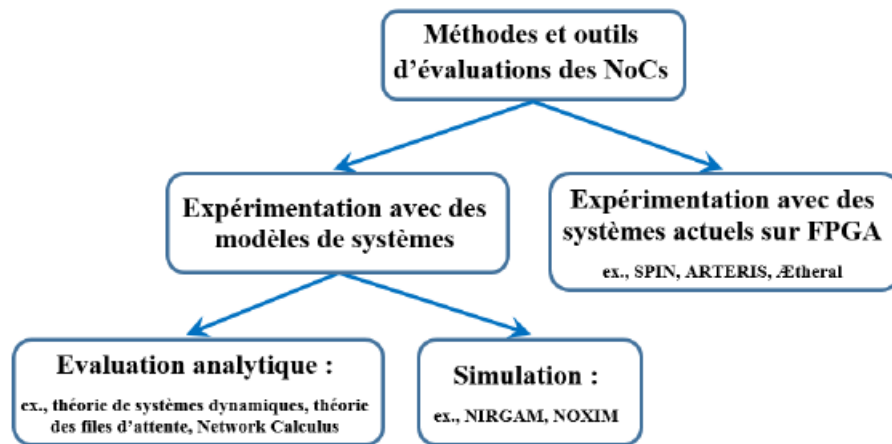 Méthodes et outils
d’évaluations des NoCs
Expérimentation avec des
modèles de systèmes
Expérimentation avec des
systèmes actuels sur FPGA
ex., SPIN, ARTERIS, Ætheral
Evaluation analytique :
ex., théorie de systèmes dynamiques, théorie
des files d’attente, Network Calculus
Simulation :
ex., NIRGAM, NOXIM